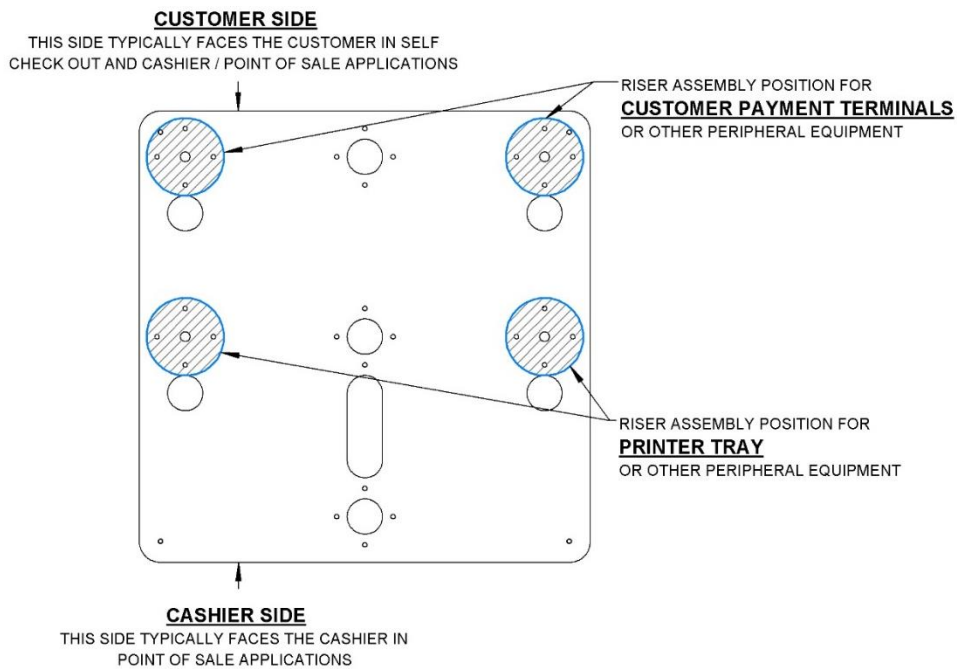 CUSTOMER SIDE
THIS SIDE TYPICALLY FACES THE CUSTOMER IN SELF
CHECK OUT AND CASHIER / POINT OF SALE APPLICATIONS
RISER ASSEMBLY POSITION FOR
CUSTOMER PAYMENT TERMINALS
OR OTHER PERIPHERAL EQUIPMENT
RISER ASSEMBLY POSITION FOR
PRINTER TRAY
OR OTHER PERIPHERAL EQUIPMENT
CASHIER SIDE
THIS SIDE TYPICALLY FACES THE CASHIER IN
POINT OF SALE APPLICATIONS